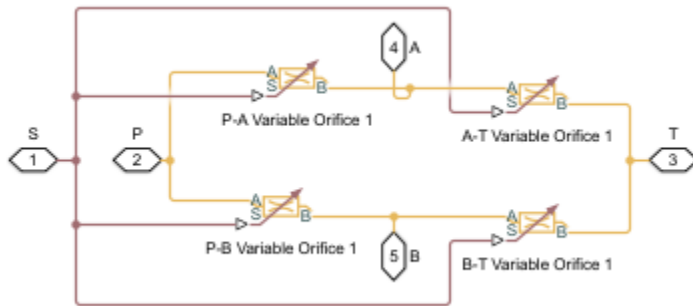 4 A
A
S
B
P-A Variable Orifice 1
A
S
B
A-T Variable Orifice 1
S
1
P
2
T
3
A
S
B
P-B Variable Orifice 1
5 B
A
S
B
B-T Variable Orifice 1